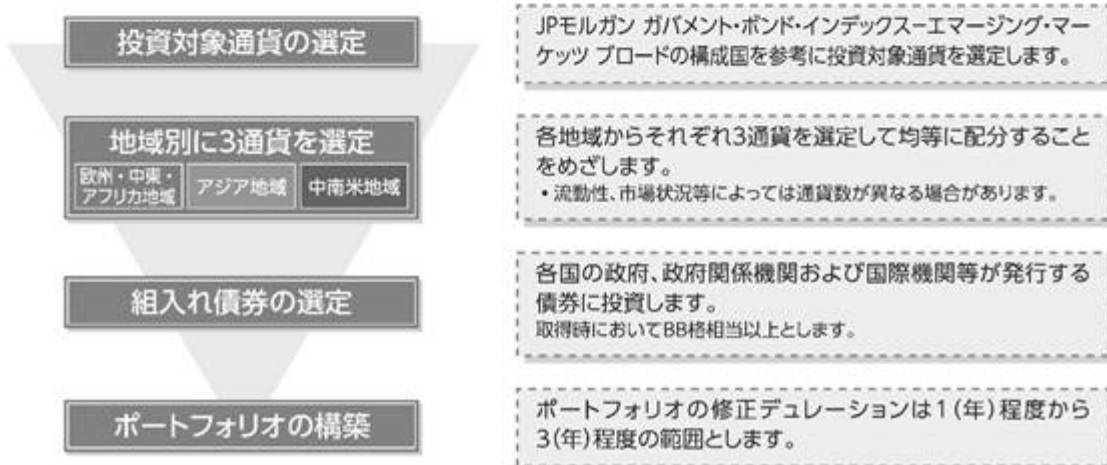 投資対象通貨の選定
JPモルガン ガバメント・ボンド・インデックス−エマージング・マー
ケッツ ブロードの構成国を参考に投資対象通貨を選定します。
地域別に3通貨を選定
欧州・中東・
アフリカ地域
アジア地域
中南米地域
各地域からそれぞれ3通貨を選定して均等に配分すること
をめざします。
・流動性、市場状況等によっては通貨数が異なる場合があります。
組入れ債券の選定
各国の政府、政府関係機関および国際機関等が発行する
債券に投資します。
取得時においてBB格相当以上とします。
ポートフォリオの構築
ポートフォリオの修正デュレーションは1(年)程度から
3(年)程度の範囲とします。